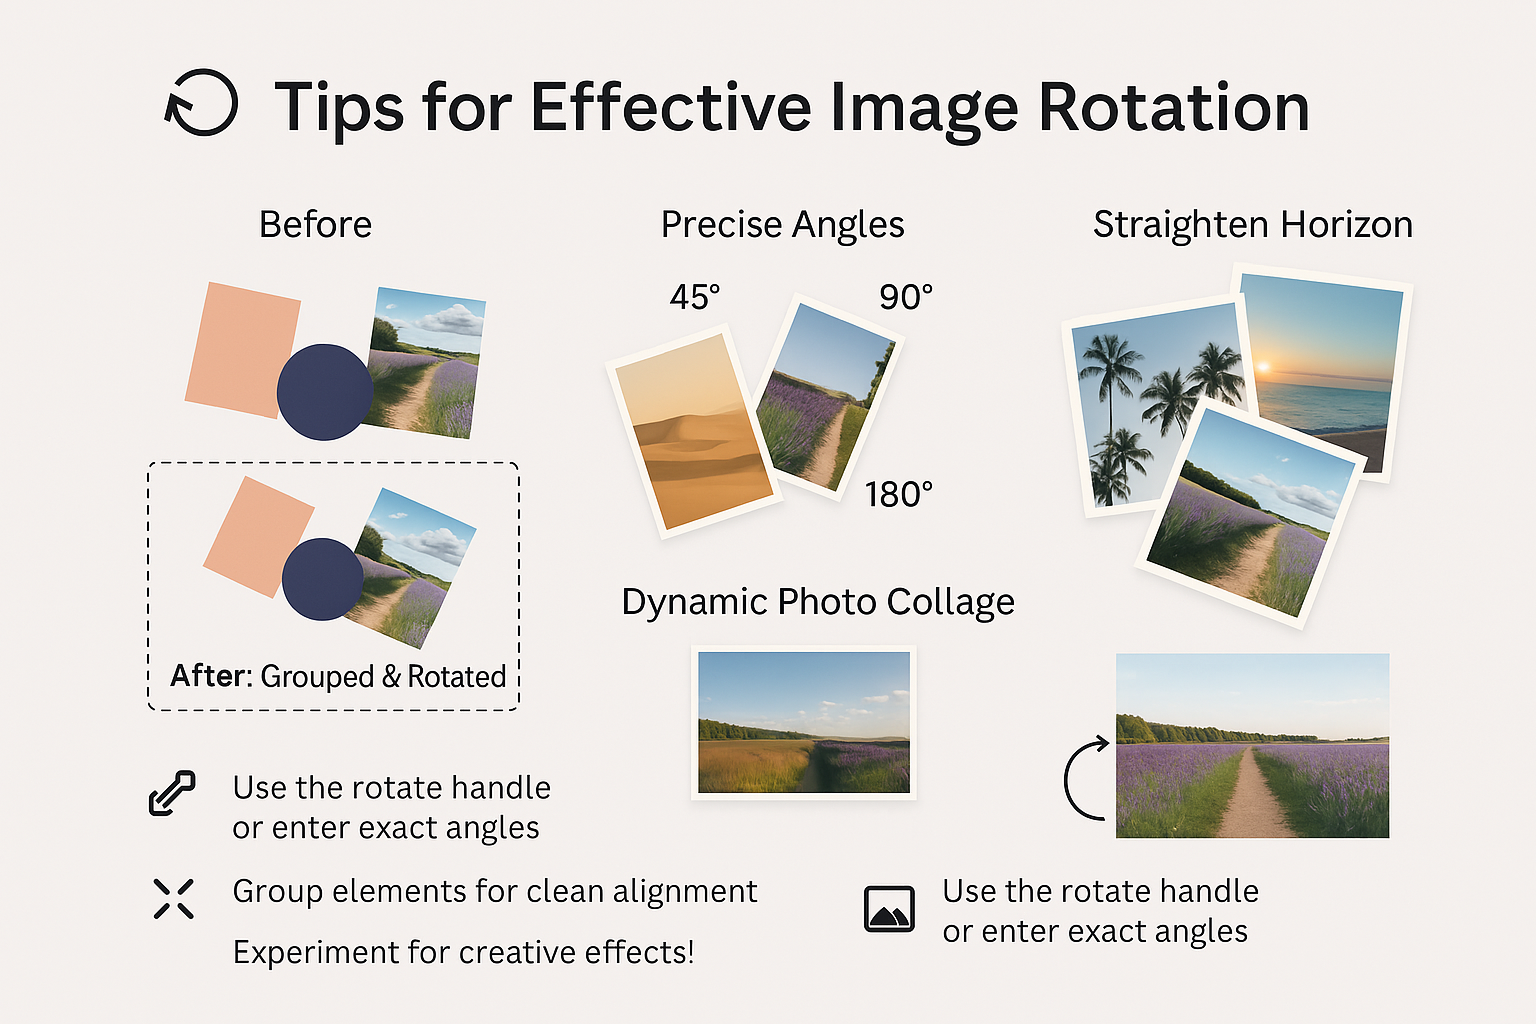 Tips for Effective Image Rotation
Before
Precise Angles
Straighten Horizon
45°
90°
180°
After: Grouped & Rotated
Dynamic Photo Collage
Use the rotate handle
or enter exact angles
Group elements for clean alignment
Experiment for creative effects!
Use the rotate handle
or enter exact angles